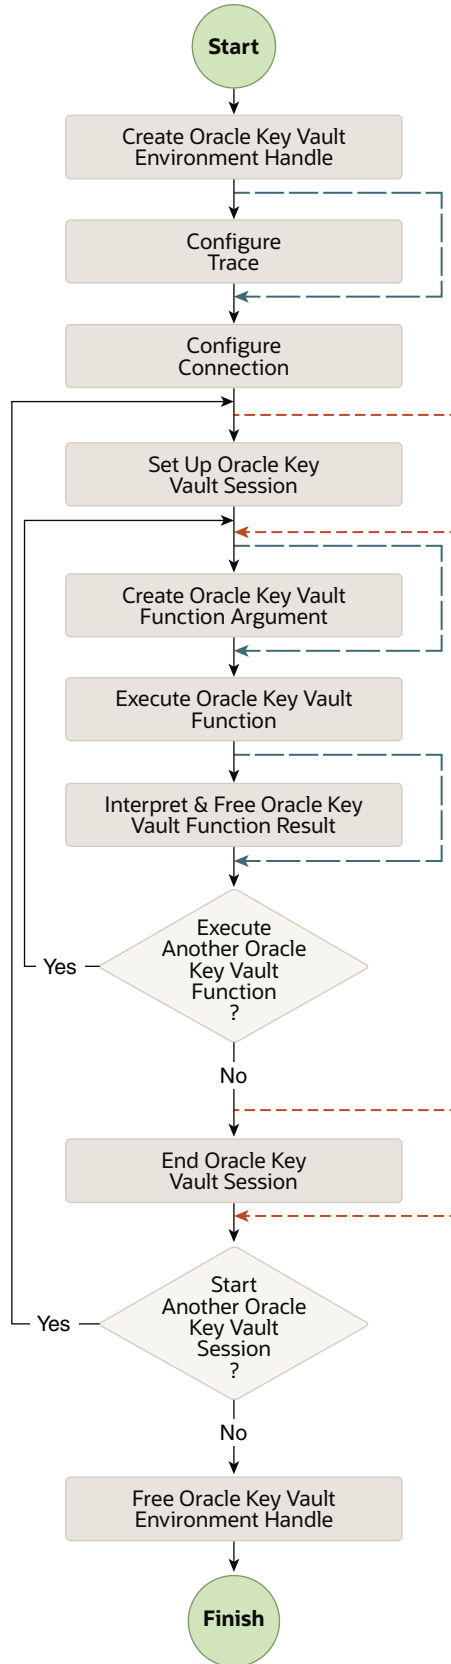 Start
Create Oracle Key Vault
Environment Handle
Configure
Trace
Configure
Connection
Set Up Oracle Key
Vault Session
Create Oracle Key Vault
Function Argument
Execute Oracle Key Vault
Function
Interpret & Free Oracle Key
Vault Function Result
Execute
Another Oracle
Key Vault
Function
?
Yes
No
End Oracle Key
Vault Session
Start
Another Oracle
Key Vault
Session
?
Yes
No
Free Oracle Key Vault
Environment Handle
Finish